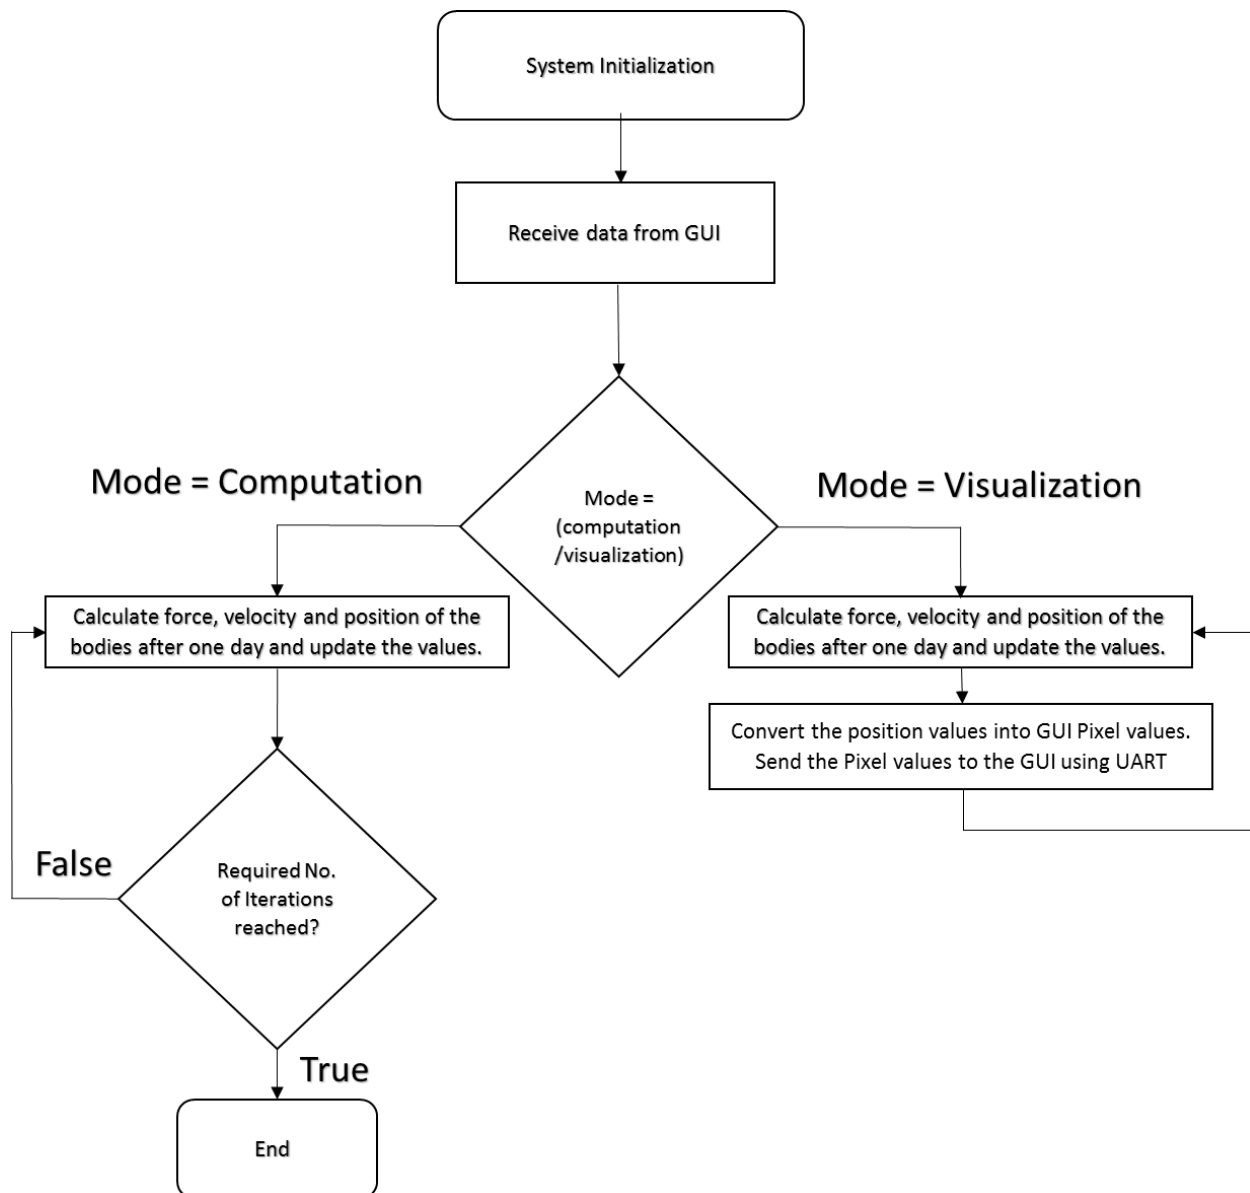 System Initialization
Receive data from GUI
Mode = Computation
Mode =
(computation
/visualization)
Mode = Visualization
Calculate force, velocity and position of the
bodies after one day and update the values.
Calculate force, velocity and position of the
bodies after one day and update the values.
Convert the position values into GUI Pixel values.
Send the Pixel values to the GUI using UART
False
Required No.
of Iterations
reached?
True
End